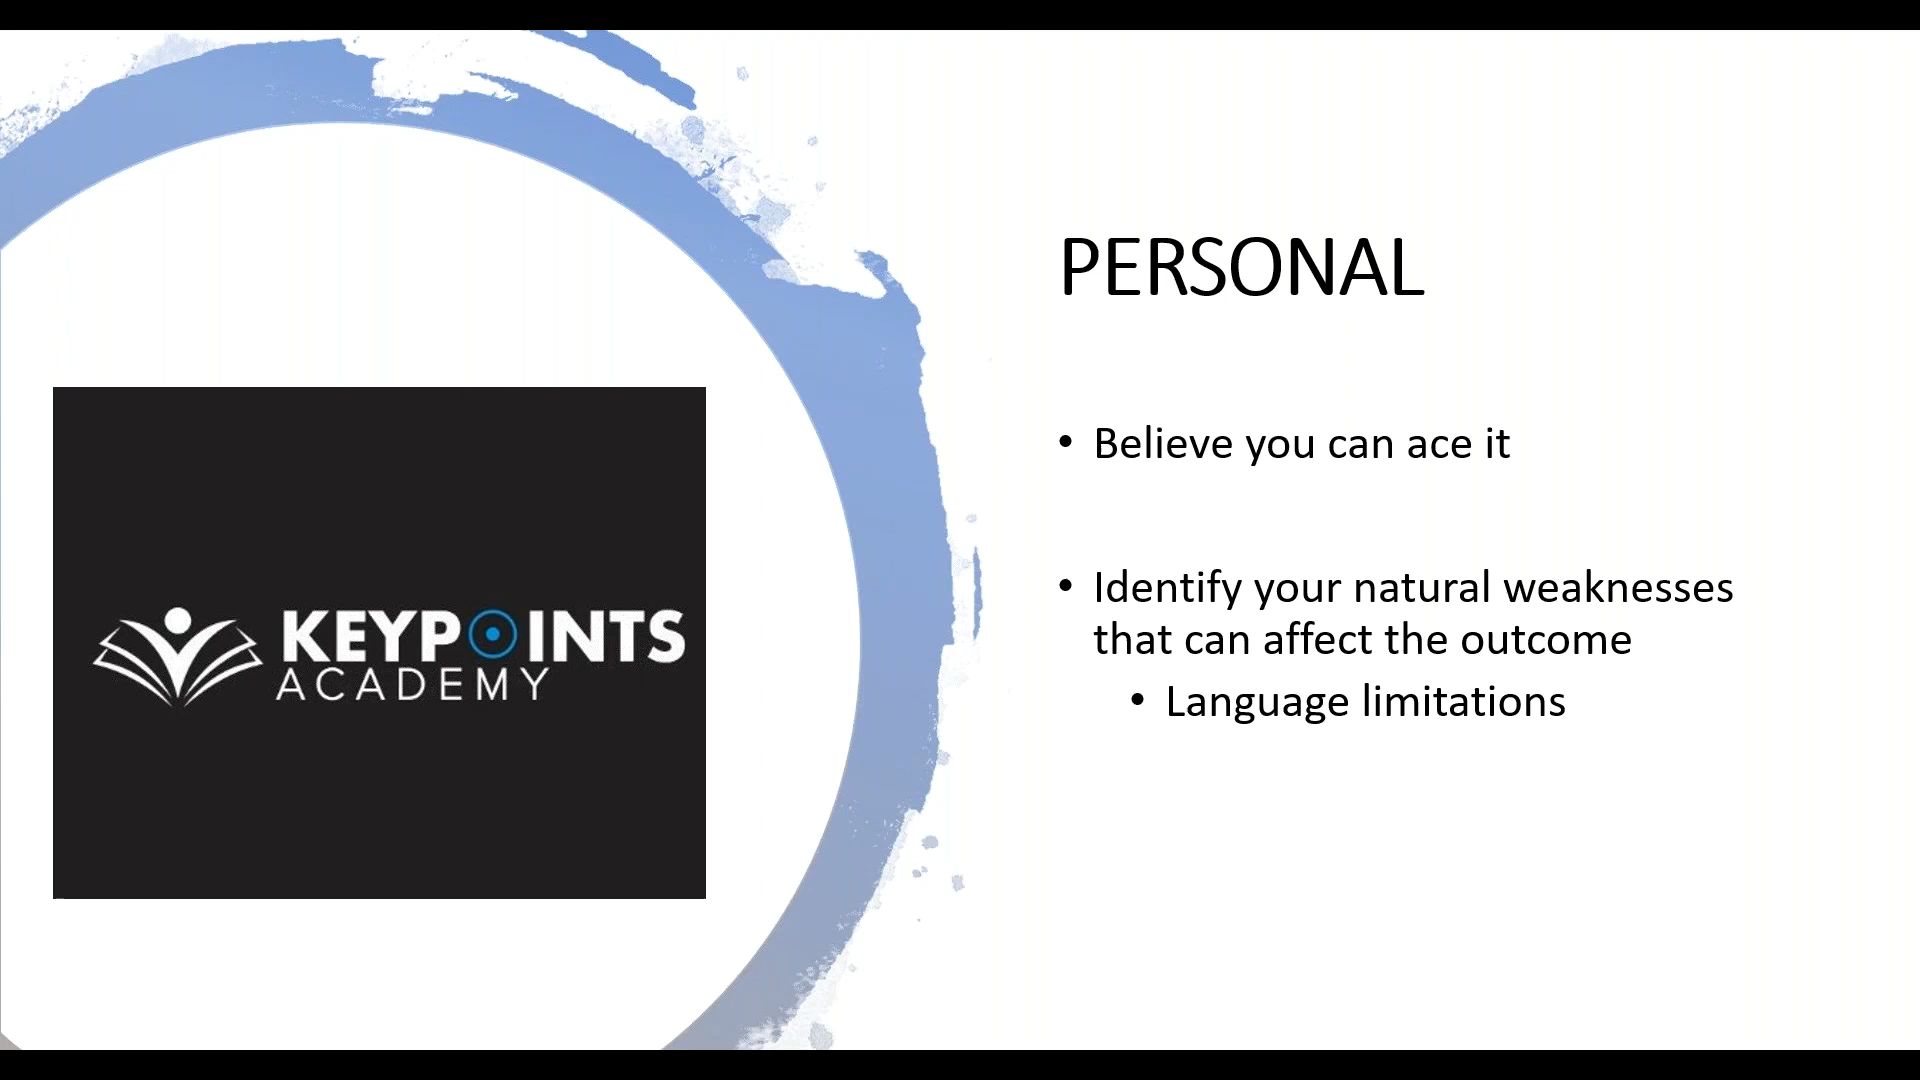 KEYPOINTS
ACADEMY
PERSONAL
• Believe you can ace it
• Identify your natural weaknesses
that can affect the outcome
• Language limitations